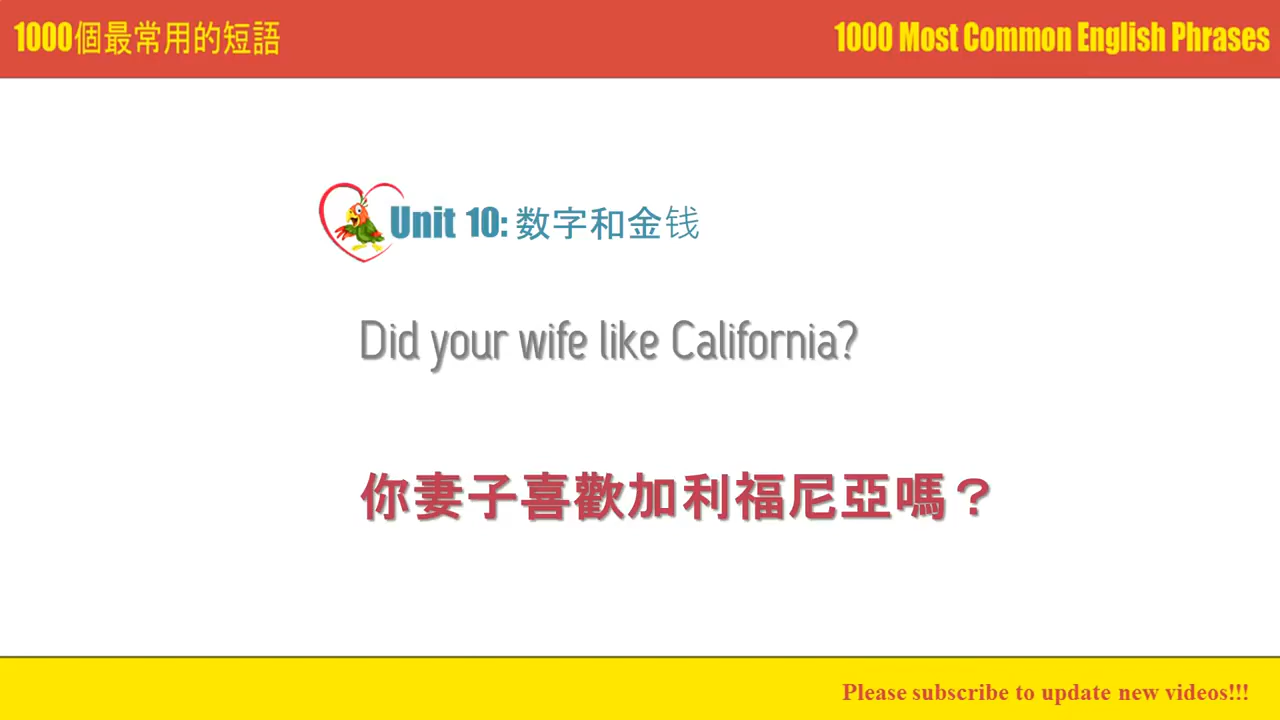 1000個最常用的短語
1000 Most Common English Phrases
Unit 10: 数字和金钱
Did your wife like California?
你妻子喜歡加利福尼亞嗎？
Please subscribe to update new videos!!!